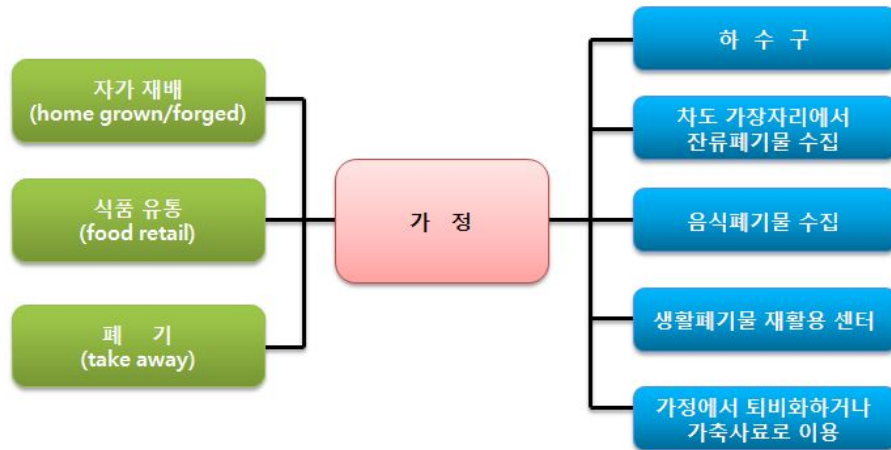 자가 재배
(home grown/forged)
식품 유통
(food retail)
폐 기
(take away)
가 정
하 수 구
차도 가장자리에서
잔류폐기물 수집
음식폐기물 수집
생활폐기물 재활용 센터
가정에서 퇴비화하거나
가축사료로 이용